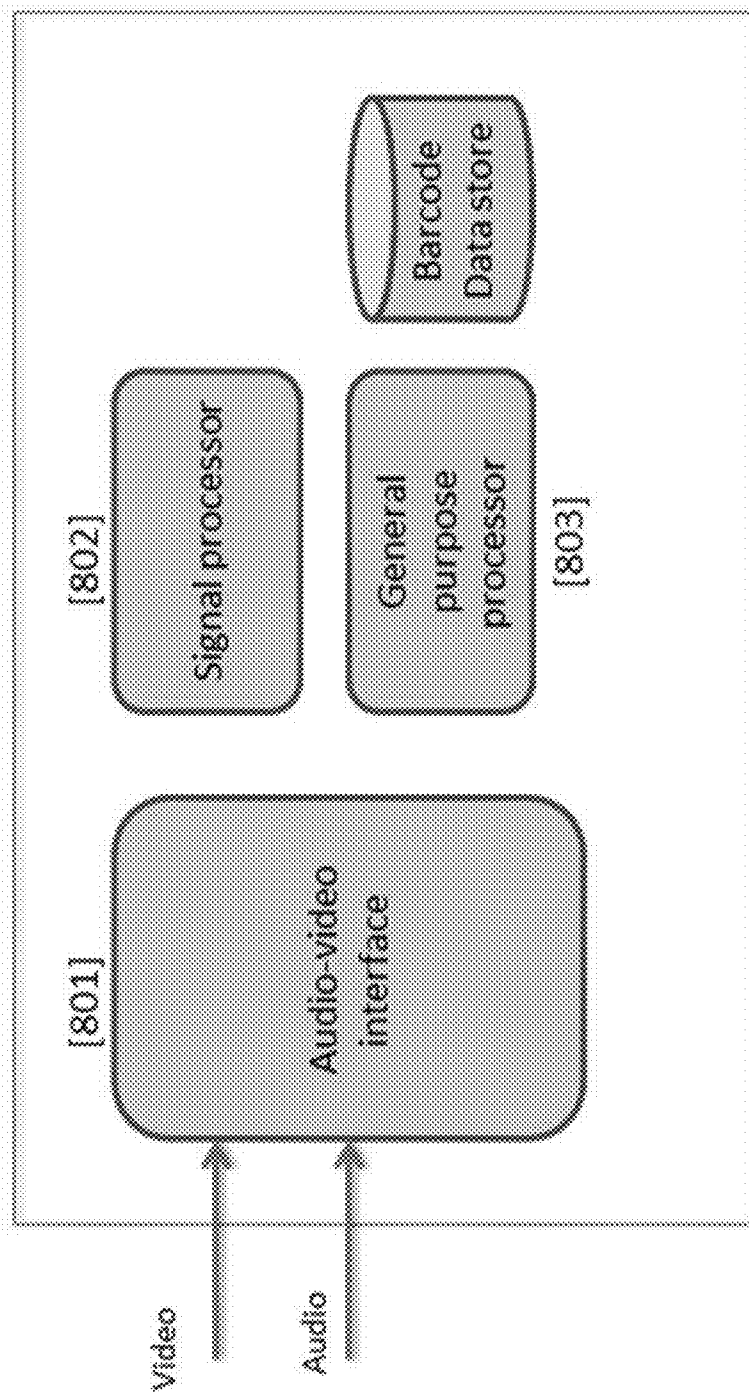 Video
Audio
[801]
Audio-video
interface
[802]
Signal processor
General
purpose
processor
[803]
Barcode
Data store